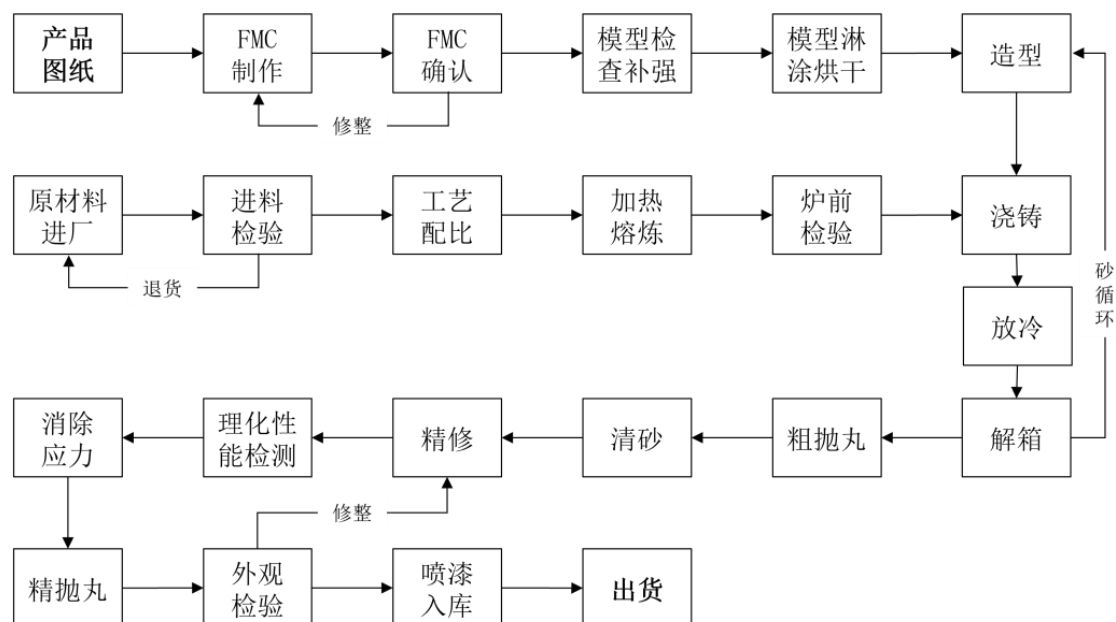 产品
图纸
FMC
制作
FMC
确认
模型检
查补强
模型淋
涂烘干
造型
修整
原材料
进厂
进料
检验
工艺
配比
加热
熔炼
炉前
检验
浇铸
退货
砂
循
环
放冷
消除
应力
理化性
能检测
精修
清砂
粗抛丸
解箱
修整
精抛丸
外观
检验
喷漆
入库
出货